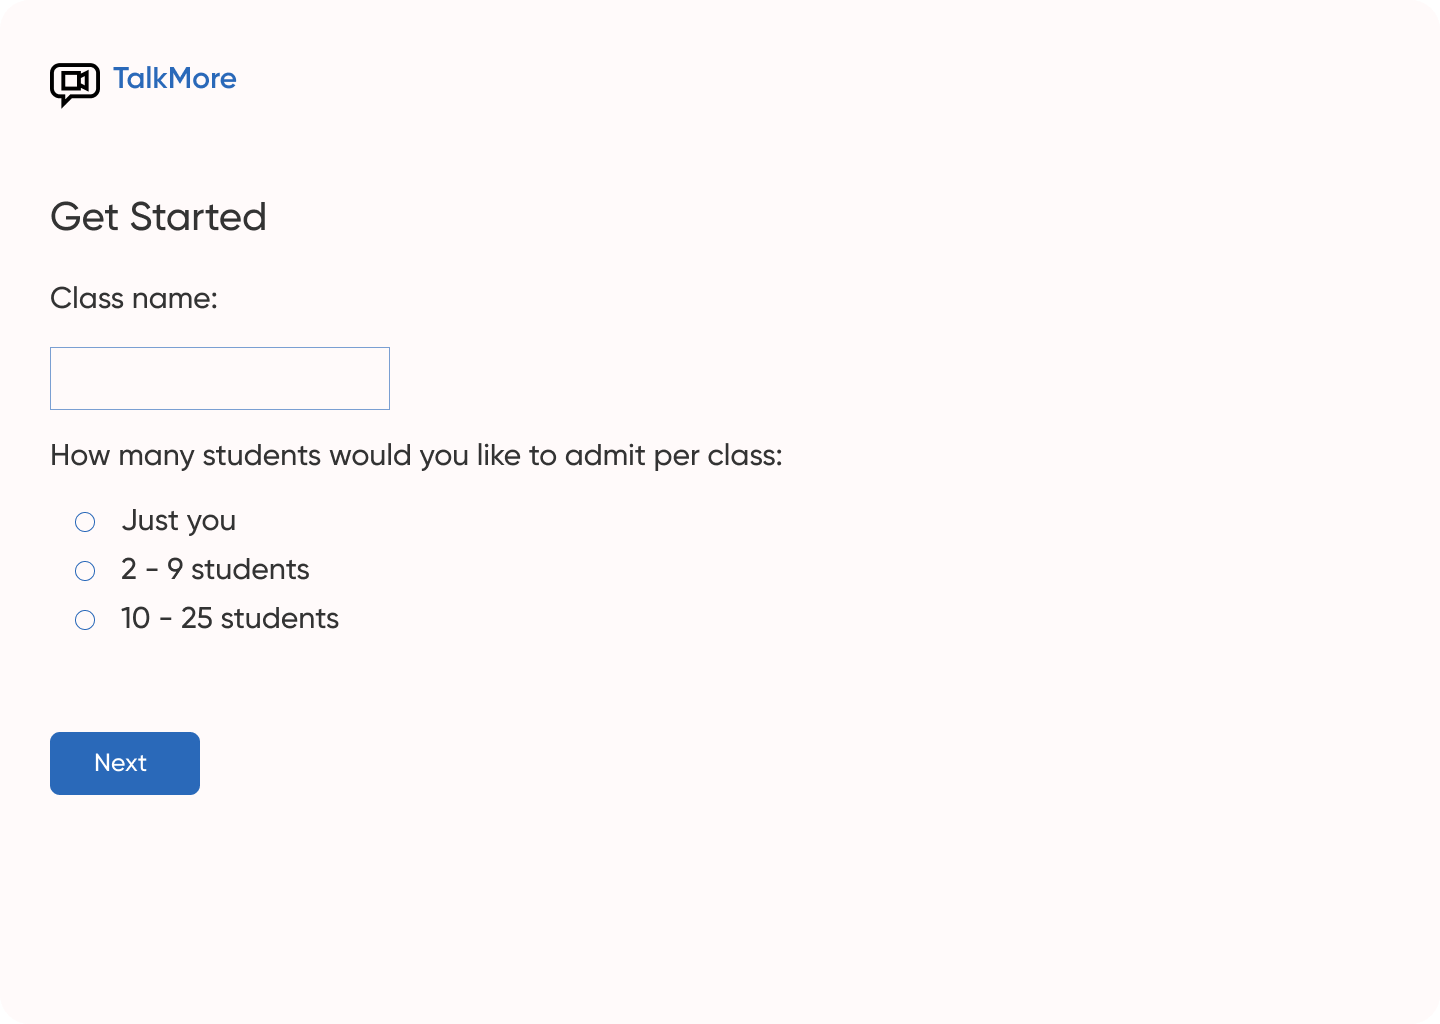 TalkMore
Get Started
Class name:
How many students would you like to admit per class:
Just you
2 - 9 students
10 - 25 students
Next